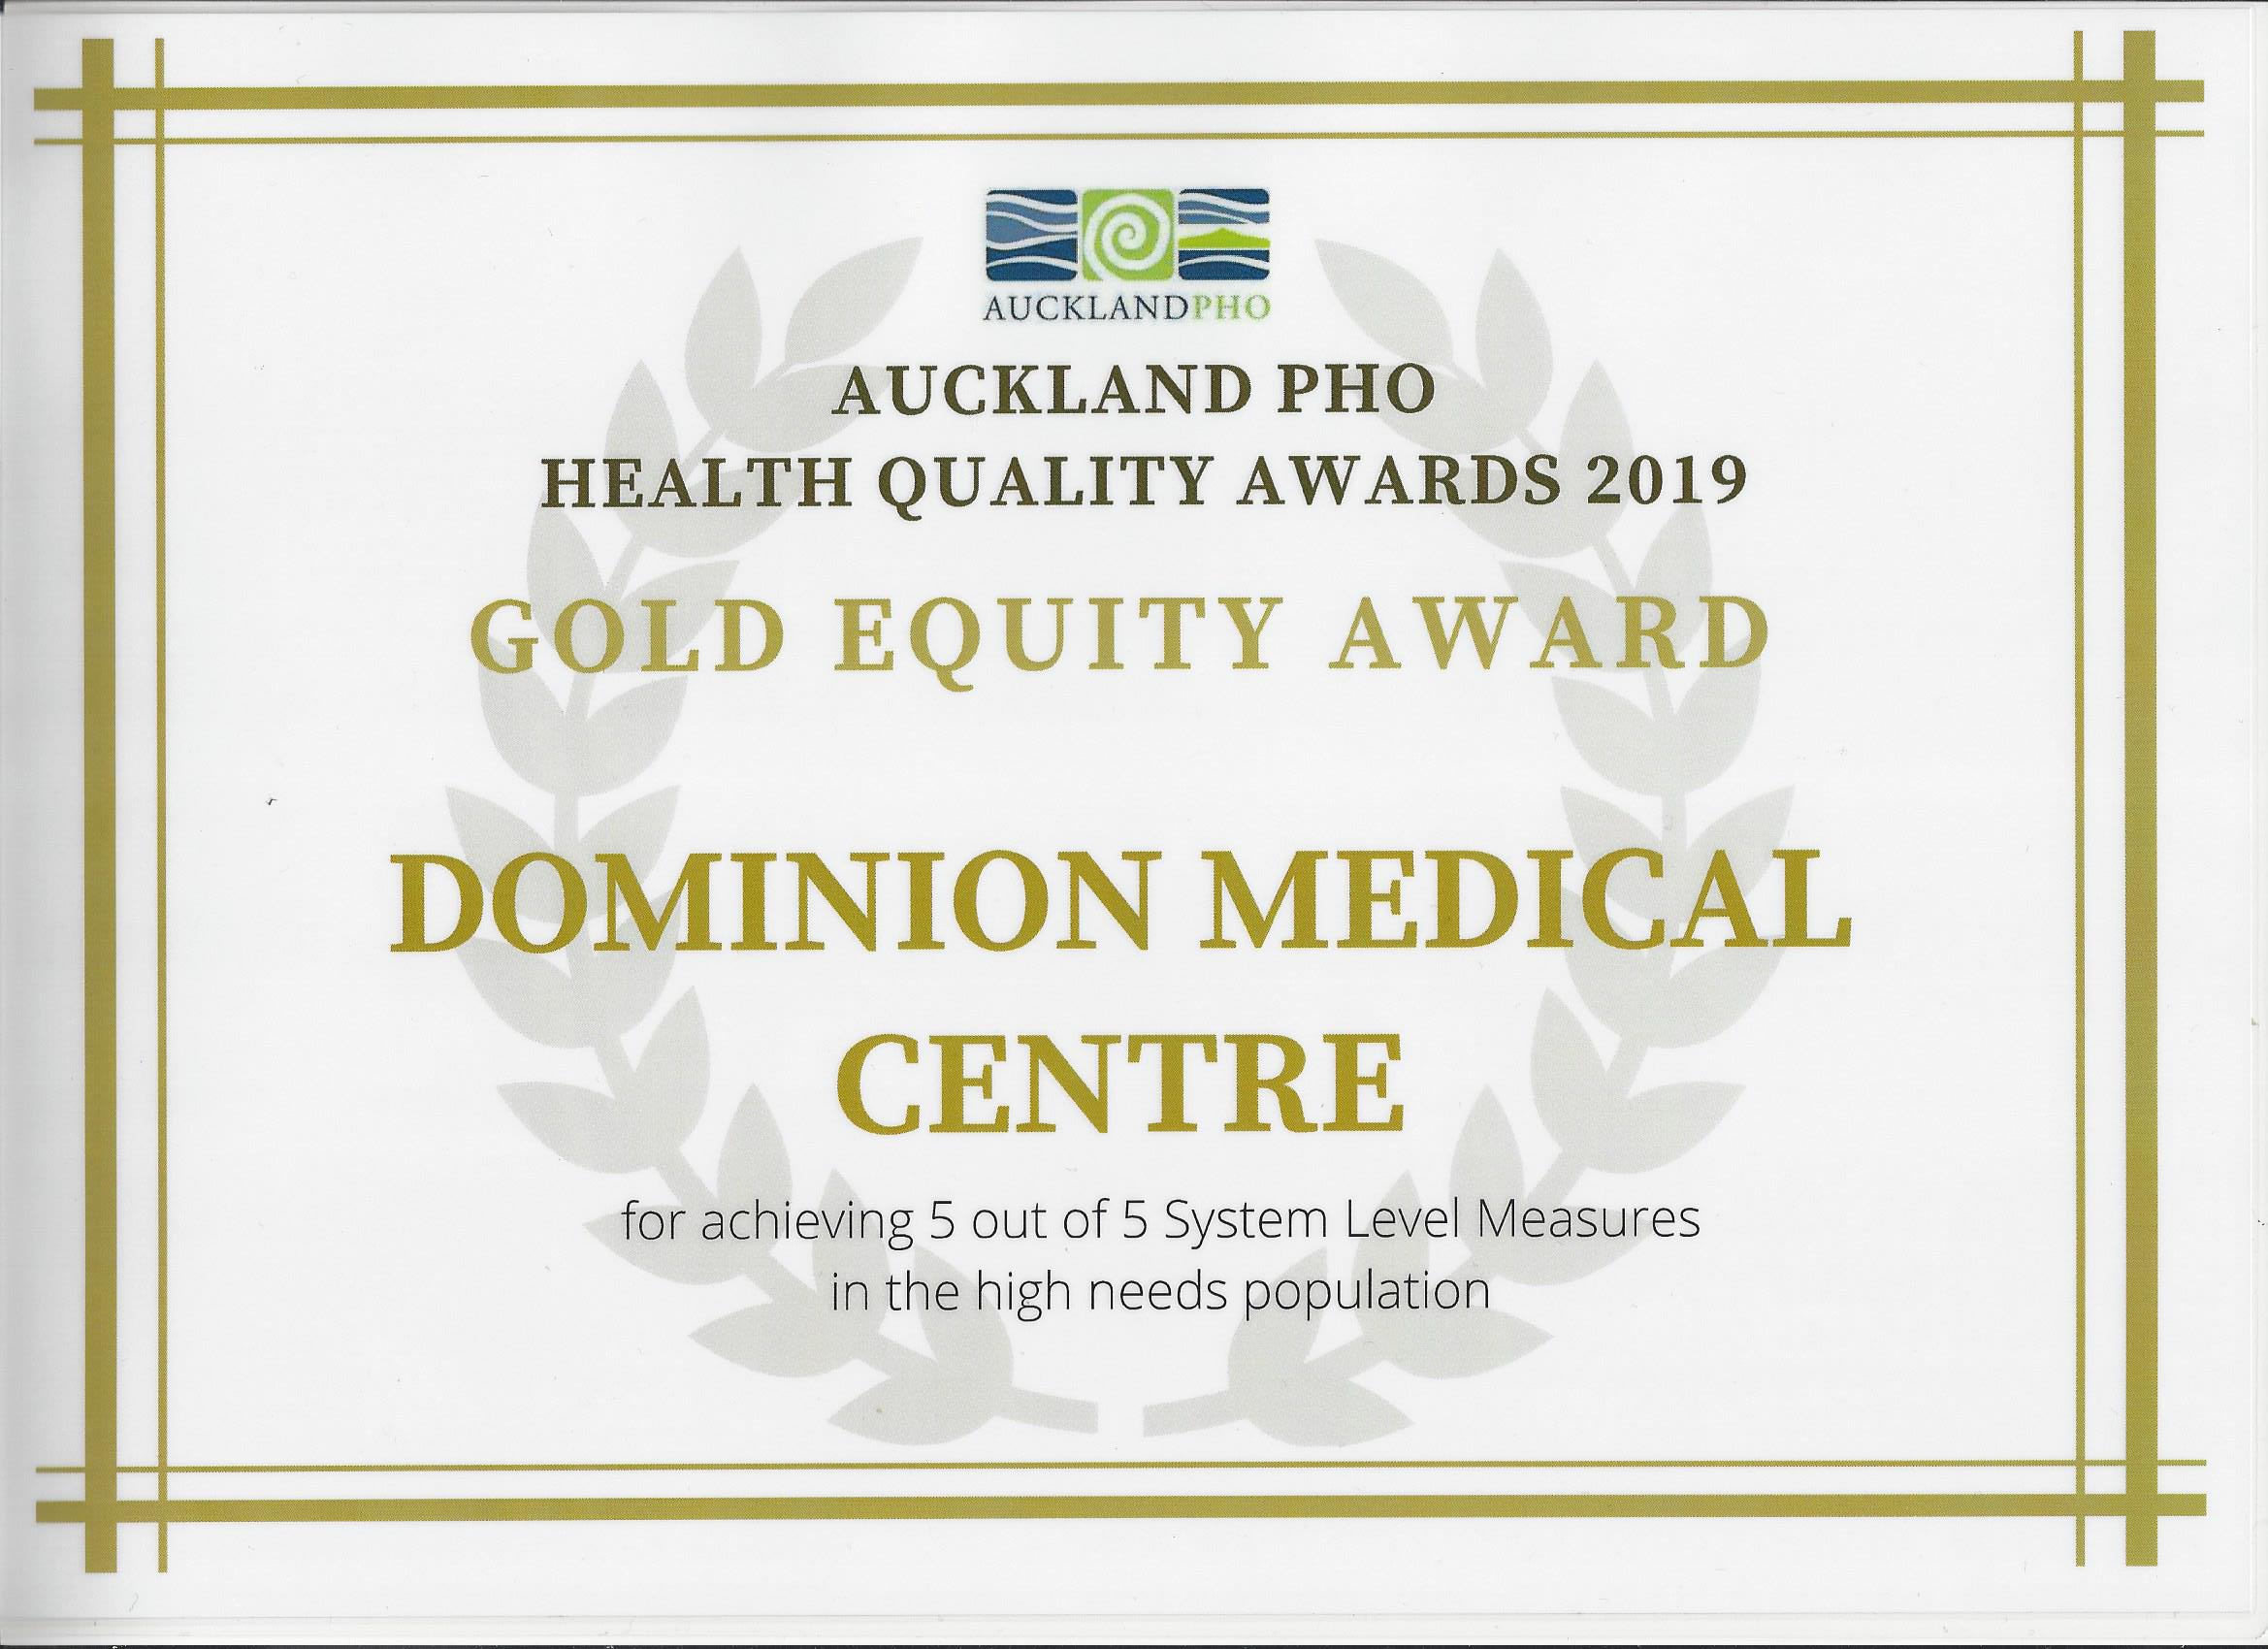 AUCKLANDPHO
AUCKLAND PHO
HEALTH QUALITY AWARDS 2019
GOLD EQUITY AWARD
DOMINION MEDICAL
CENTRE
for achieving 5 out of 5 System Level Measures
in the high needs population